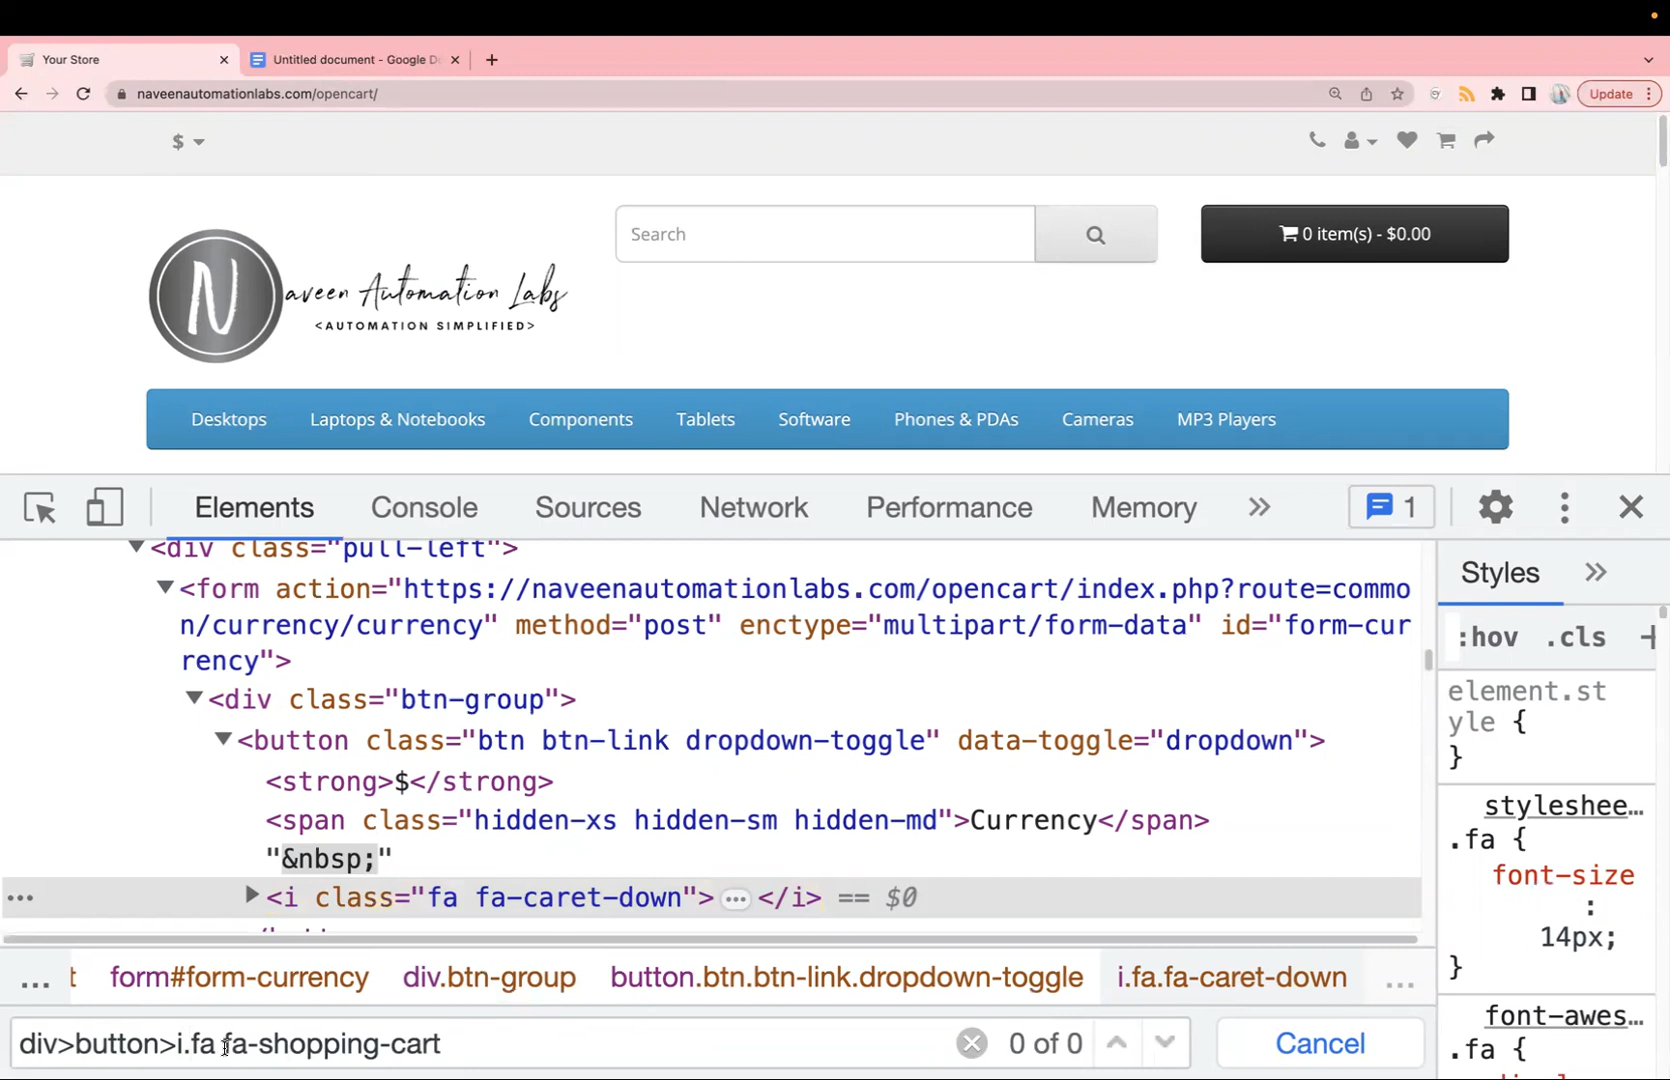 Your Store
Untitled document - Google D
naveenautomationlabs.com/opencart/
Update
$
Search
0 item(s) - $0.00
N
aveen Automation Labs
<AUTOMATION SIMPLIFIED>
Desktops Laptops & Notebooks Components Tablets Software Phones & PDAs Cameras MP3 Players
Elements Console Sources Network Performance Memory 1
<div class="pull-left">
<form action="https://naveenautomationlabs.com/opencart/index.php?route=commo
n/currency/currency" method="post" enctype="multipart/form-data" id="form-cur
rency">
<div class="btn-group">
<button class="btn btn-link dropdown-toggle" data-toggle="dropdown">
<strong>$</strong>
<span class="hidden-xs hidden-sm hidden-md">Currency</span>
"&nbsp;"
<i class="fa fa-caret-down">…</i> == $0
Styles
:hov .cls
element.st
yle {
}
styleshee…
.fa {
font-size
:
14px;
}
font-awes…
.fa {
... t form#form-currency div.btn-group button.btn.btn-link.dropdown-toggle i.fa.fa-caret-down ...
div>button>i.fa fa-shopping-cart 0 of 0 Cancel